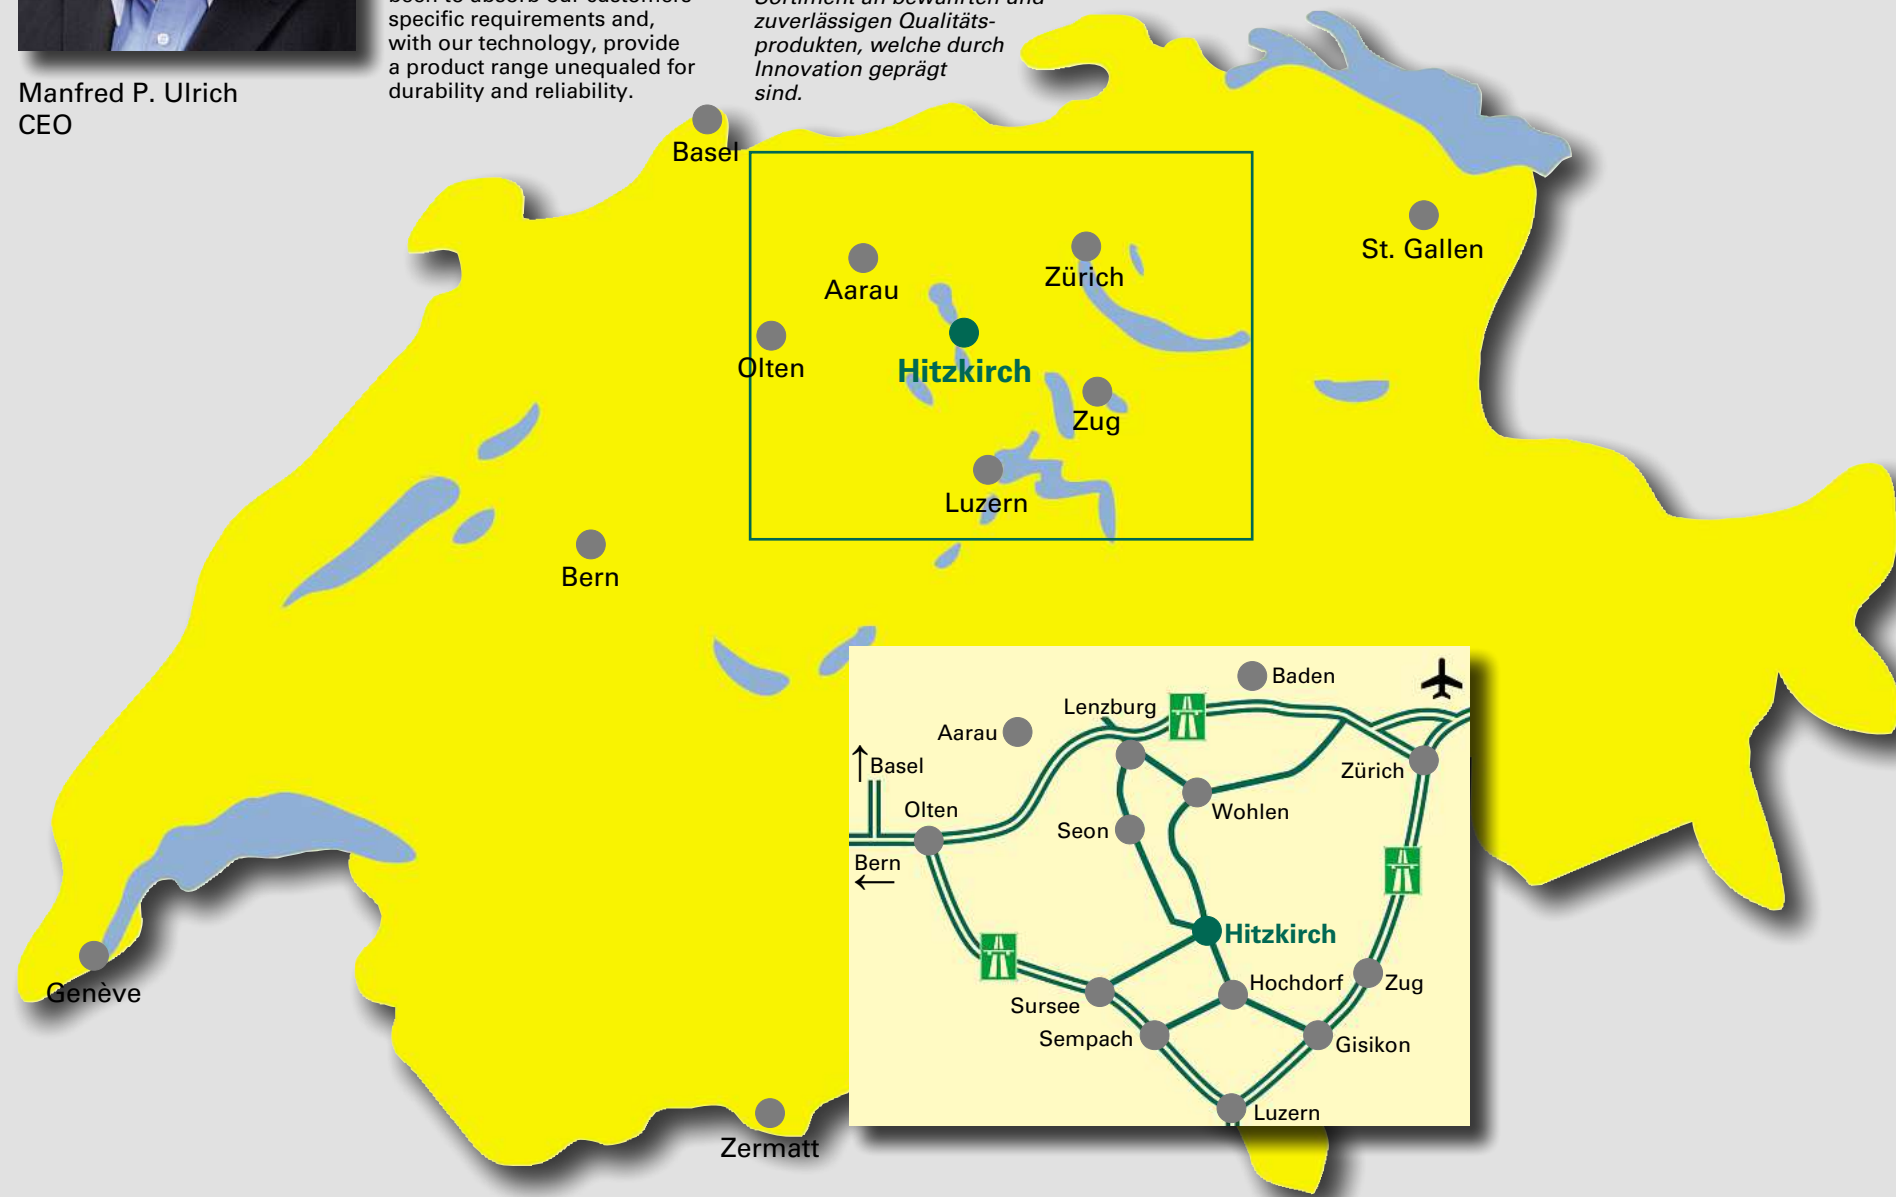 specific requirements and,
with our technology, provide
a product range unequaled for
durability and reliability.
zuverlässigen Qualitäts-
produkten, welche durch
Innovation geprägt
sind.
Manfred P. Ulrich
CEO
Basel
St. Gallen
Aarau
Zürich
Olten
Hitzkirch
Zug
Luzern
Bern
Genève
Zermatt
Baden
Lenzburg
Aarau
Basel
Zürich
Olten
Wohlen
Seon
Bern
Hitzkirch
Hochdorf
Zug
Sursee
Sempach
Gisikon
Luzern